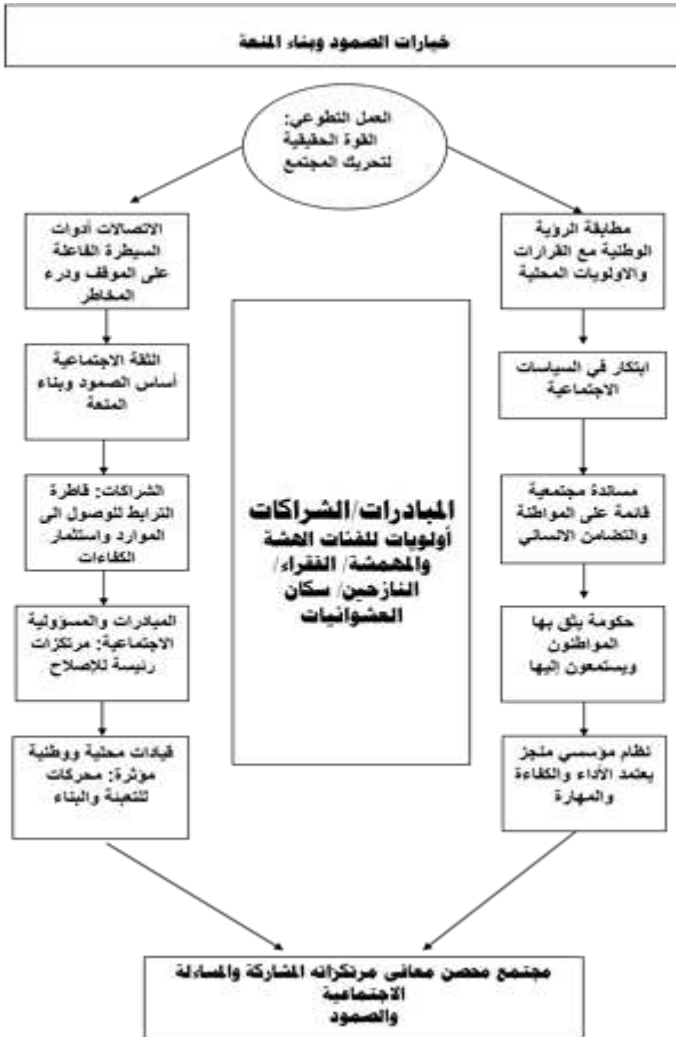 خيارات الصمود وبناء المنعة
العمل التطوعي:
القوة الحقيقية
لتحريك المجتمع
مطابقة الرؤية
الوطنية مع القرارات
والاولويات المحلية
ابتكار في السياسات
الاجتماعية
مساندة مجتمعية
قائمة على المواطنة
والتضامن الانساني
حكومة يثق بها
المواطنون
ويستمعون إليها
نظام مؤسسي منجز
يعتمد الأداء والكفاءة
والمهارة
المبادرات/الشراكات
أولويات للفئات الهشة
والمهمشة/ الفقراء/
النازحين/ سكان
العشوائيات
الاتصالات أدوات
السيطرة الفاعلة
على الموقف ودرء
المخاطر
الثقة الاجتماعية
أساس الصمود وبناء
المنعة
الشراكات: قاطرة
الترابط للوصول الى
الموارد واستثمار
الكفاءات
المبادرات والمسؤولية
الاجتماعية: مرتكزات
رئيسة للإصلاح
قيادات محلية ووطنية
مؤثرة: محركات
للتعبئة والبناء
مجتمع محصن معافى مرتكزاته المشاركة والمساءلة
الاجتماعية
والصمود